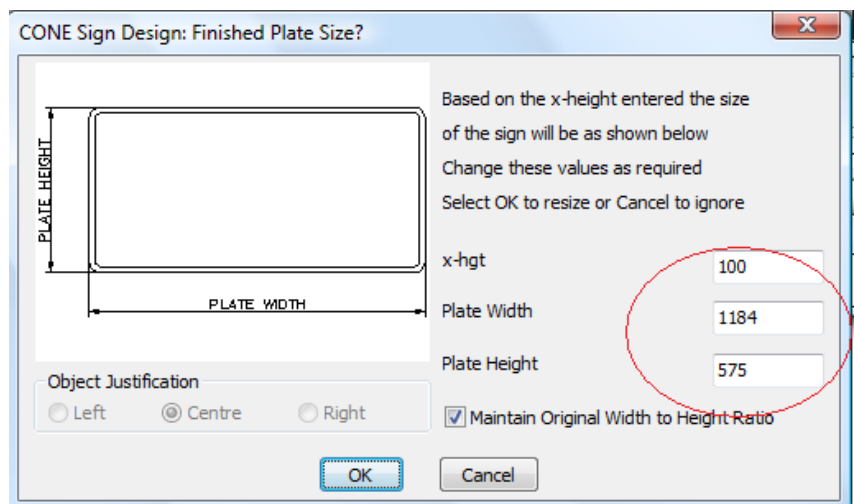 CONE Sign Design: Finished Plate Size?
PLATE HEIGHT
PLATE WIDTH
Based on the x-height entered the size
of the sign will be as shown below
Change these values as required
Select OK to resize or Cancel to ignore
x-hgt 100
Plate Width 1184
Plate Height 575
Object Justification
Left Centre Right
Maintain Original Width to Height Ratio
OK Cancel